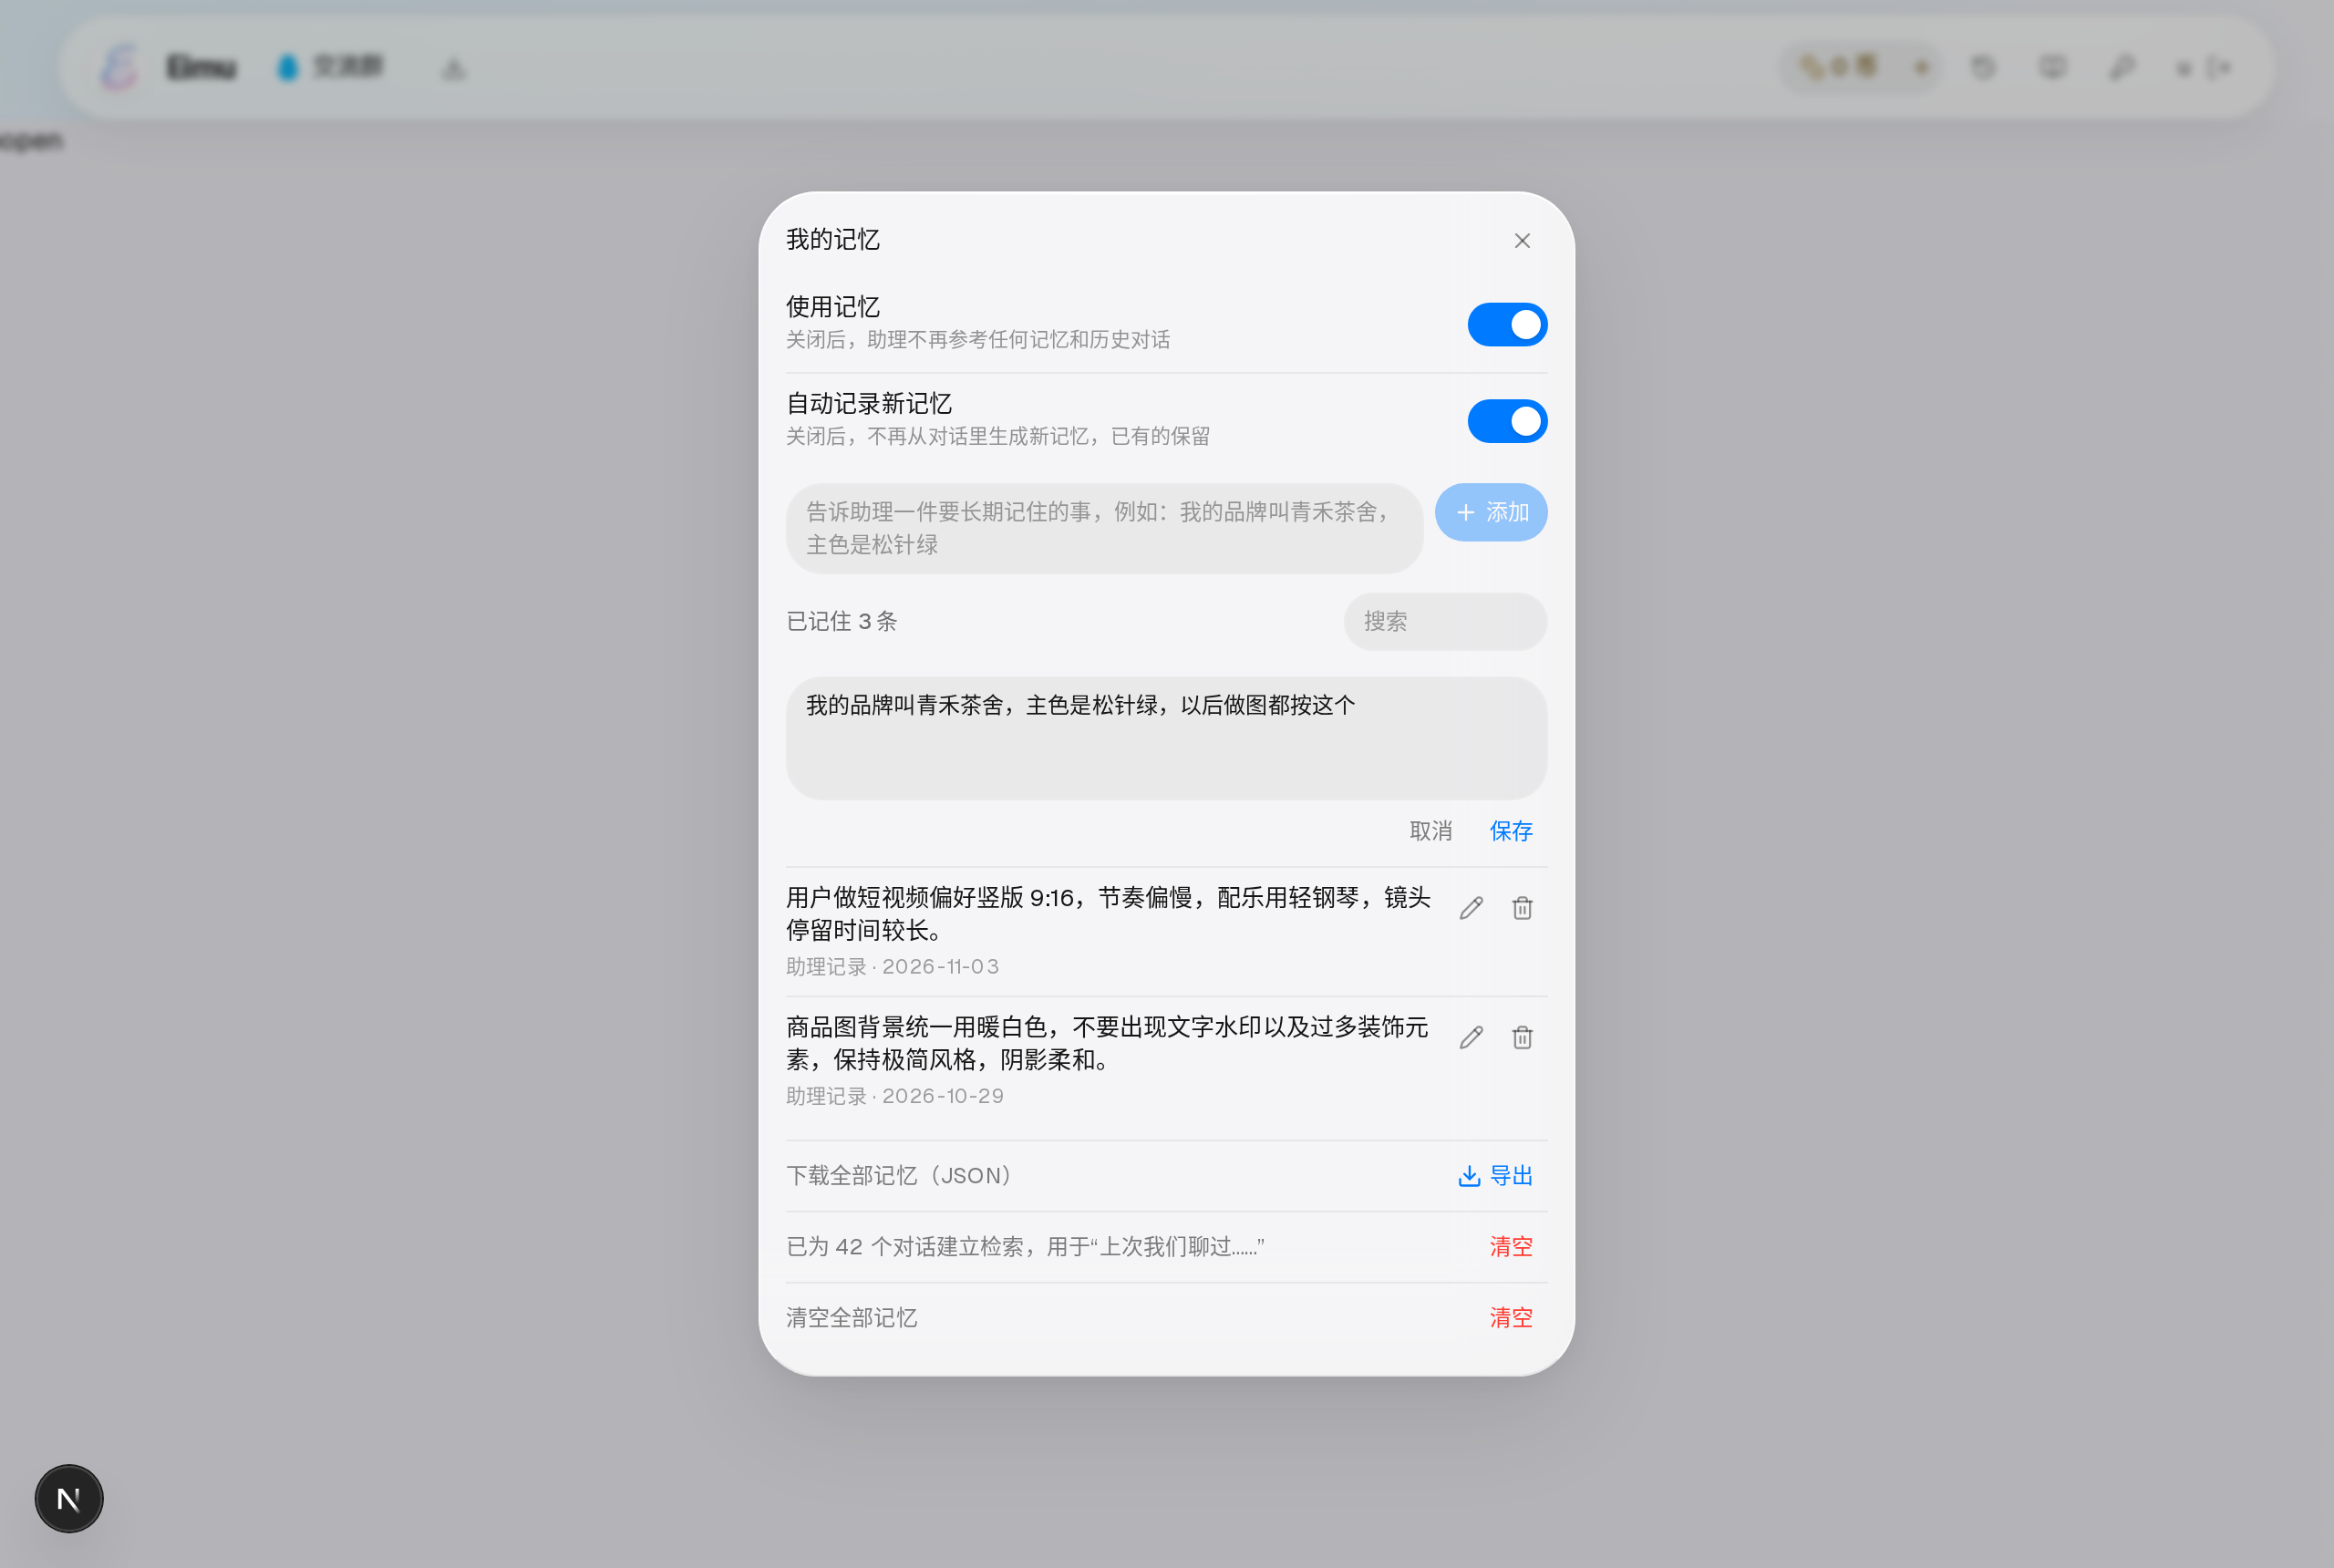 Eimu 交流群
0 币
open
我的记忆
使用记忆
关闭后，助理不再参考任何记忆和历史对话
自动记录新记忆
关闭后，不再从对话里生成新记忆，已有的保留
告诉助理一件要长期记住的事，例如：我的品牌叫青禾茶舍，
主色是松针绿
添加
已记住 3 条
搜索
我的品牌叫青禾茶舍，主色是松针绿，以后做图都按这个
取消 保存
用户做短视频偏好竖版 9:16，节奏偏慢，配乐用轻钢琴，镜头
停留时间较长。
助理记录 · 2026-11-03
商品图背景统一用暖白色，不要出现文字水印以及过多装饰元
素，保持极简风格，阴影柔和。
助理记录 · 2026-10-29
下载全部记忆（JSON） 导出
已为 42 个对话建立检索，用于“上次我们聊过……” 清空
清空全部记忆 清空